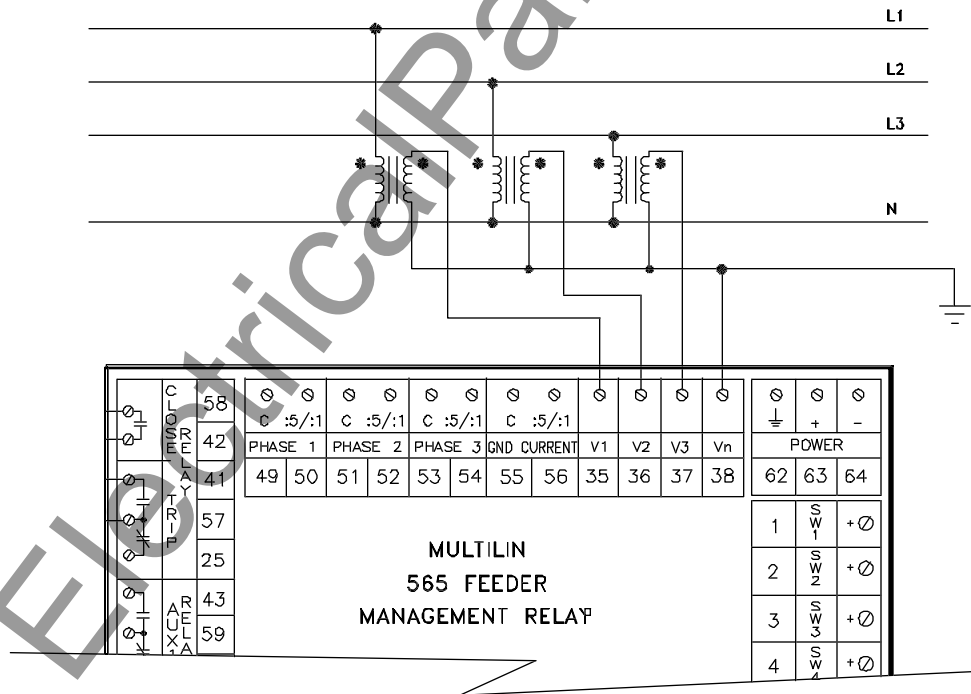 L1
L2
L3
N
ElectricalPa
CLOSE RELAY
58
42
TRIP
41
57
25
AUX1 RELA
43
59
C :5/:1 C :5/:1 C :5/:1 C :5/:1
PHASE 1 PHASE 2 PHASE 3 GND CURRENT V1 V2 V3 Vn
49 50 51 52 53 54 55 56 35 36 37 38
+ -
POWER
62 63 64
1 SW1 +
2 SW2 +
3 SW3 +
4 SW4 +
MULTILIN
565 FEEDER
MANAGEMENT RELAY